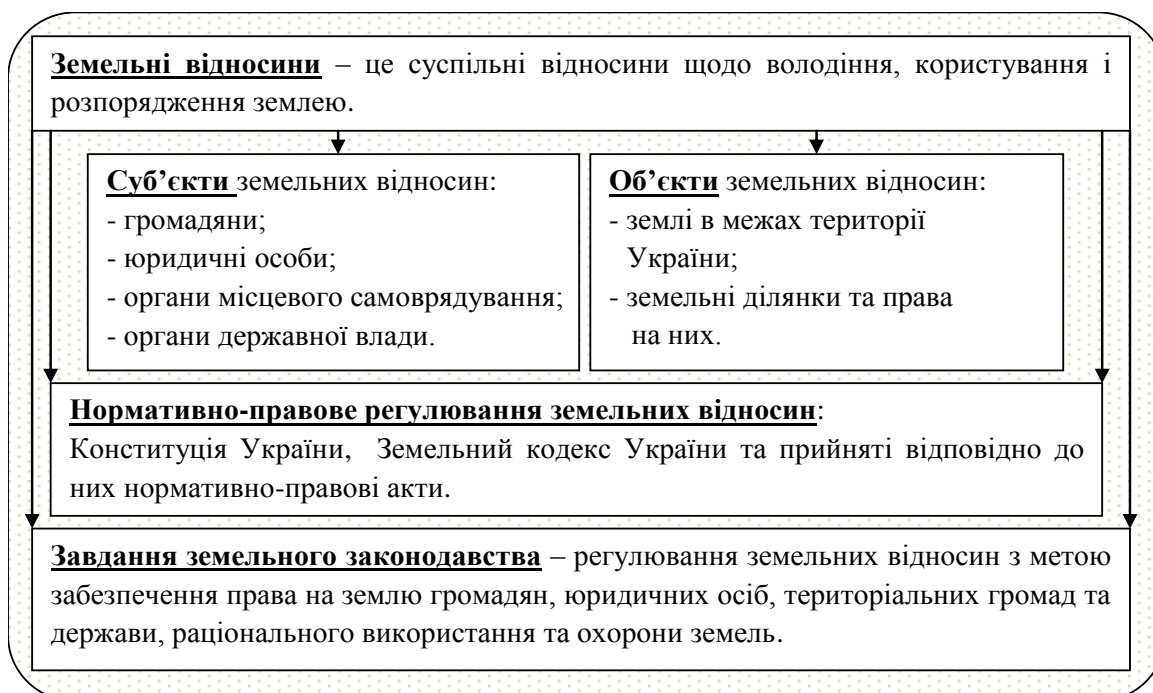 Земельні відносини – це суспільні відносини щодо володіння, користування і
розпорядження землею.
Суб’єкти земельних відносин:
- громадяни;
- юридичні особи;
- органи місцевого самоврядування;
- органи державної влади.
Об’єкти земельних відносин:
- землі в межах території
України;
- земельні ділянки та права
на них.
Нормативно-правове регулювання земельних відносин:
Конституція України, Земельний кодекс України та прийняті відповідно до
них нормативно-правові акти.
Завдання земельного законодавства – регулювання земельних відносин з метою
забезпечення права на землю громадян, юридичних осіб, територіальних громад та
держави, раціонального використання та охорони земель.